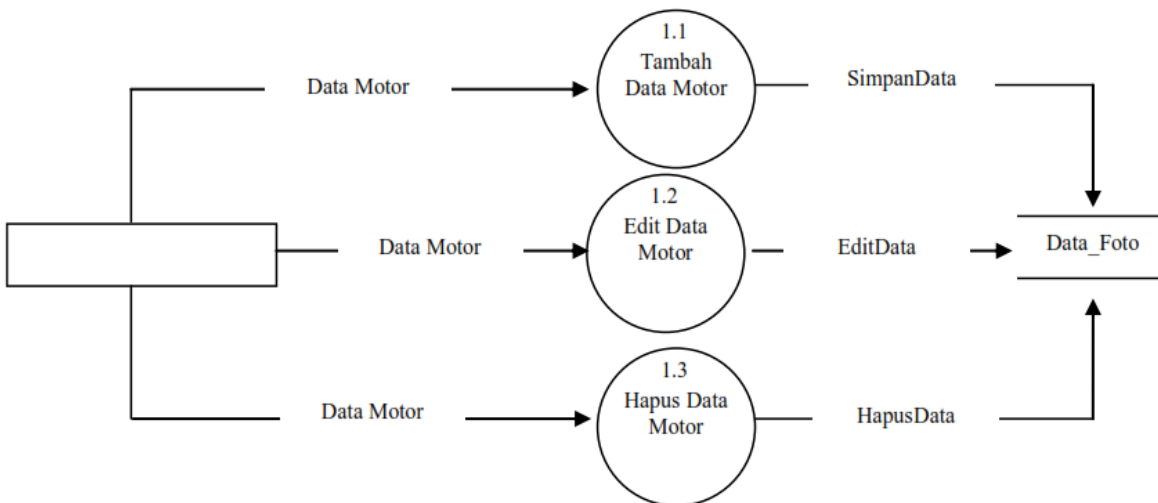 1.1
Tambah
Data Motor
Data Motor
SimpanData
1.2
Edit Data
Motor
Data Motor
EditData
Data_Foto
1.3
Hapus Data
Motor
Data Motor
HapusData